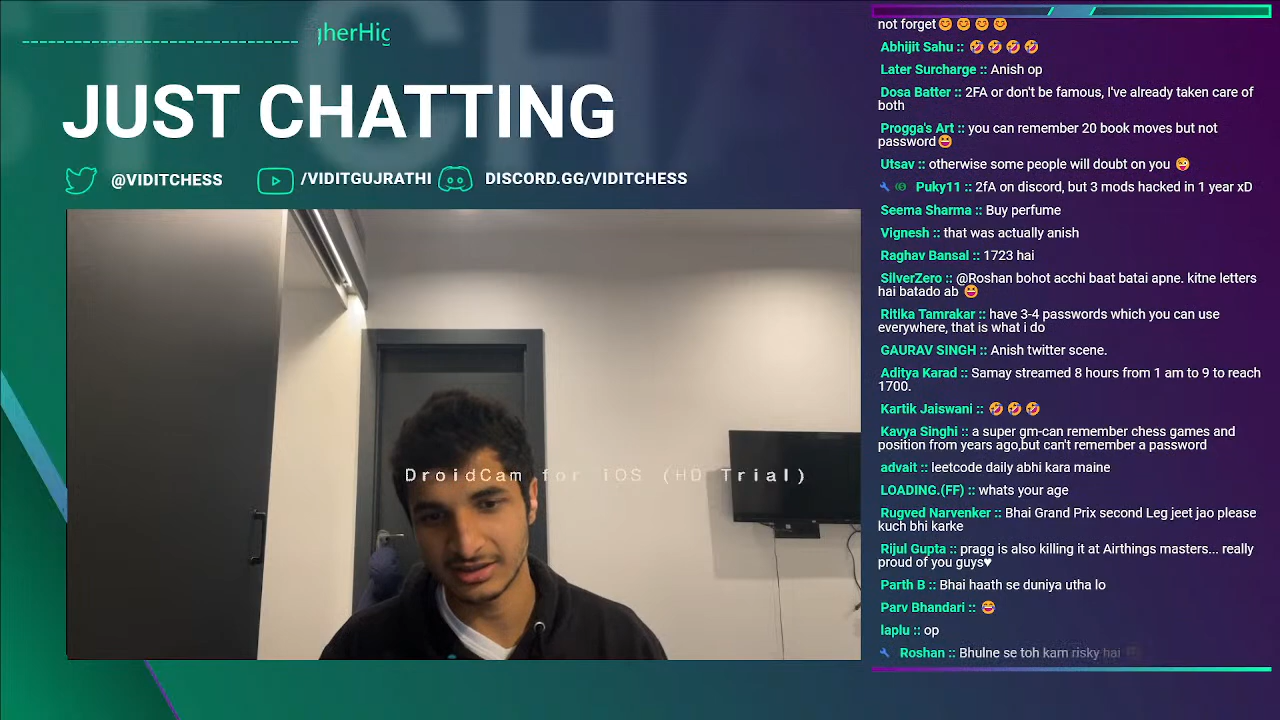 JUST CHATTING
@VIDITCHESS
/VIDITGUJRATHI
DISCORD.GG/VIDITCHESS
DroidCam for iOS (HD Trial)
not forget😊😊😊😊
Abhijit Sahu :: 🤣🤣🤣🤣
Later Surcharge :: Anish op
Dosa Batter :: 2FA or don't be famous, I've already taken care of
both
Progga's Art :: you can remember 20 book moves but not
password😆
Utsav :: otherwise some people will doubt on you 😜
Puky11 :: 2fA on discord, but 3 mods hacked in 1 year xD
Seema Sharma :: Buy perfume
Vignesh :: that was actually anish
Raghav Bansal :: 1723 hai
SilverZero :: @Roshan bohot acchi baat batai apne. kitne letters
hai batado ab 😆
Ritika Tamrakar :: have 3-4 passwords which you can use
everywhere, that is what i do
GAURAV SINGH :: Anish twitter scene.
Aditya Karad :: Samay streamed 8 hours from 1 am to 9 to reach
1700.
Kartik Jaiswani :: 🤣🤣🤣
Kavya Singhi :: a super gm-can remember chess games and
position from years ago,but can't remember a password
advait :: leetcode daily abhi kara maine
LOADING.(FF) :: whats your age
Rugved Narvenker :: Bhai Grand Prix second Leg jeet jao please
kuch bhi karke
Rijul Gupta :: pragg is also killing it at Airthings masters... really
proud of you guys♥
Parth B :: Bhai haath se duniya utha lo
Parv Bhandari :: 😂
laplu :: op
Roshan :: Bhulne se toh kam risky hai